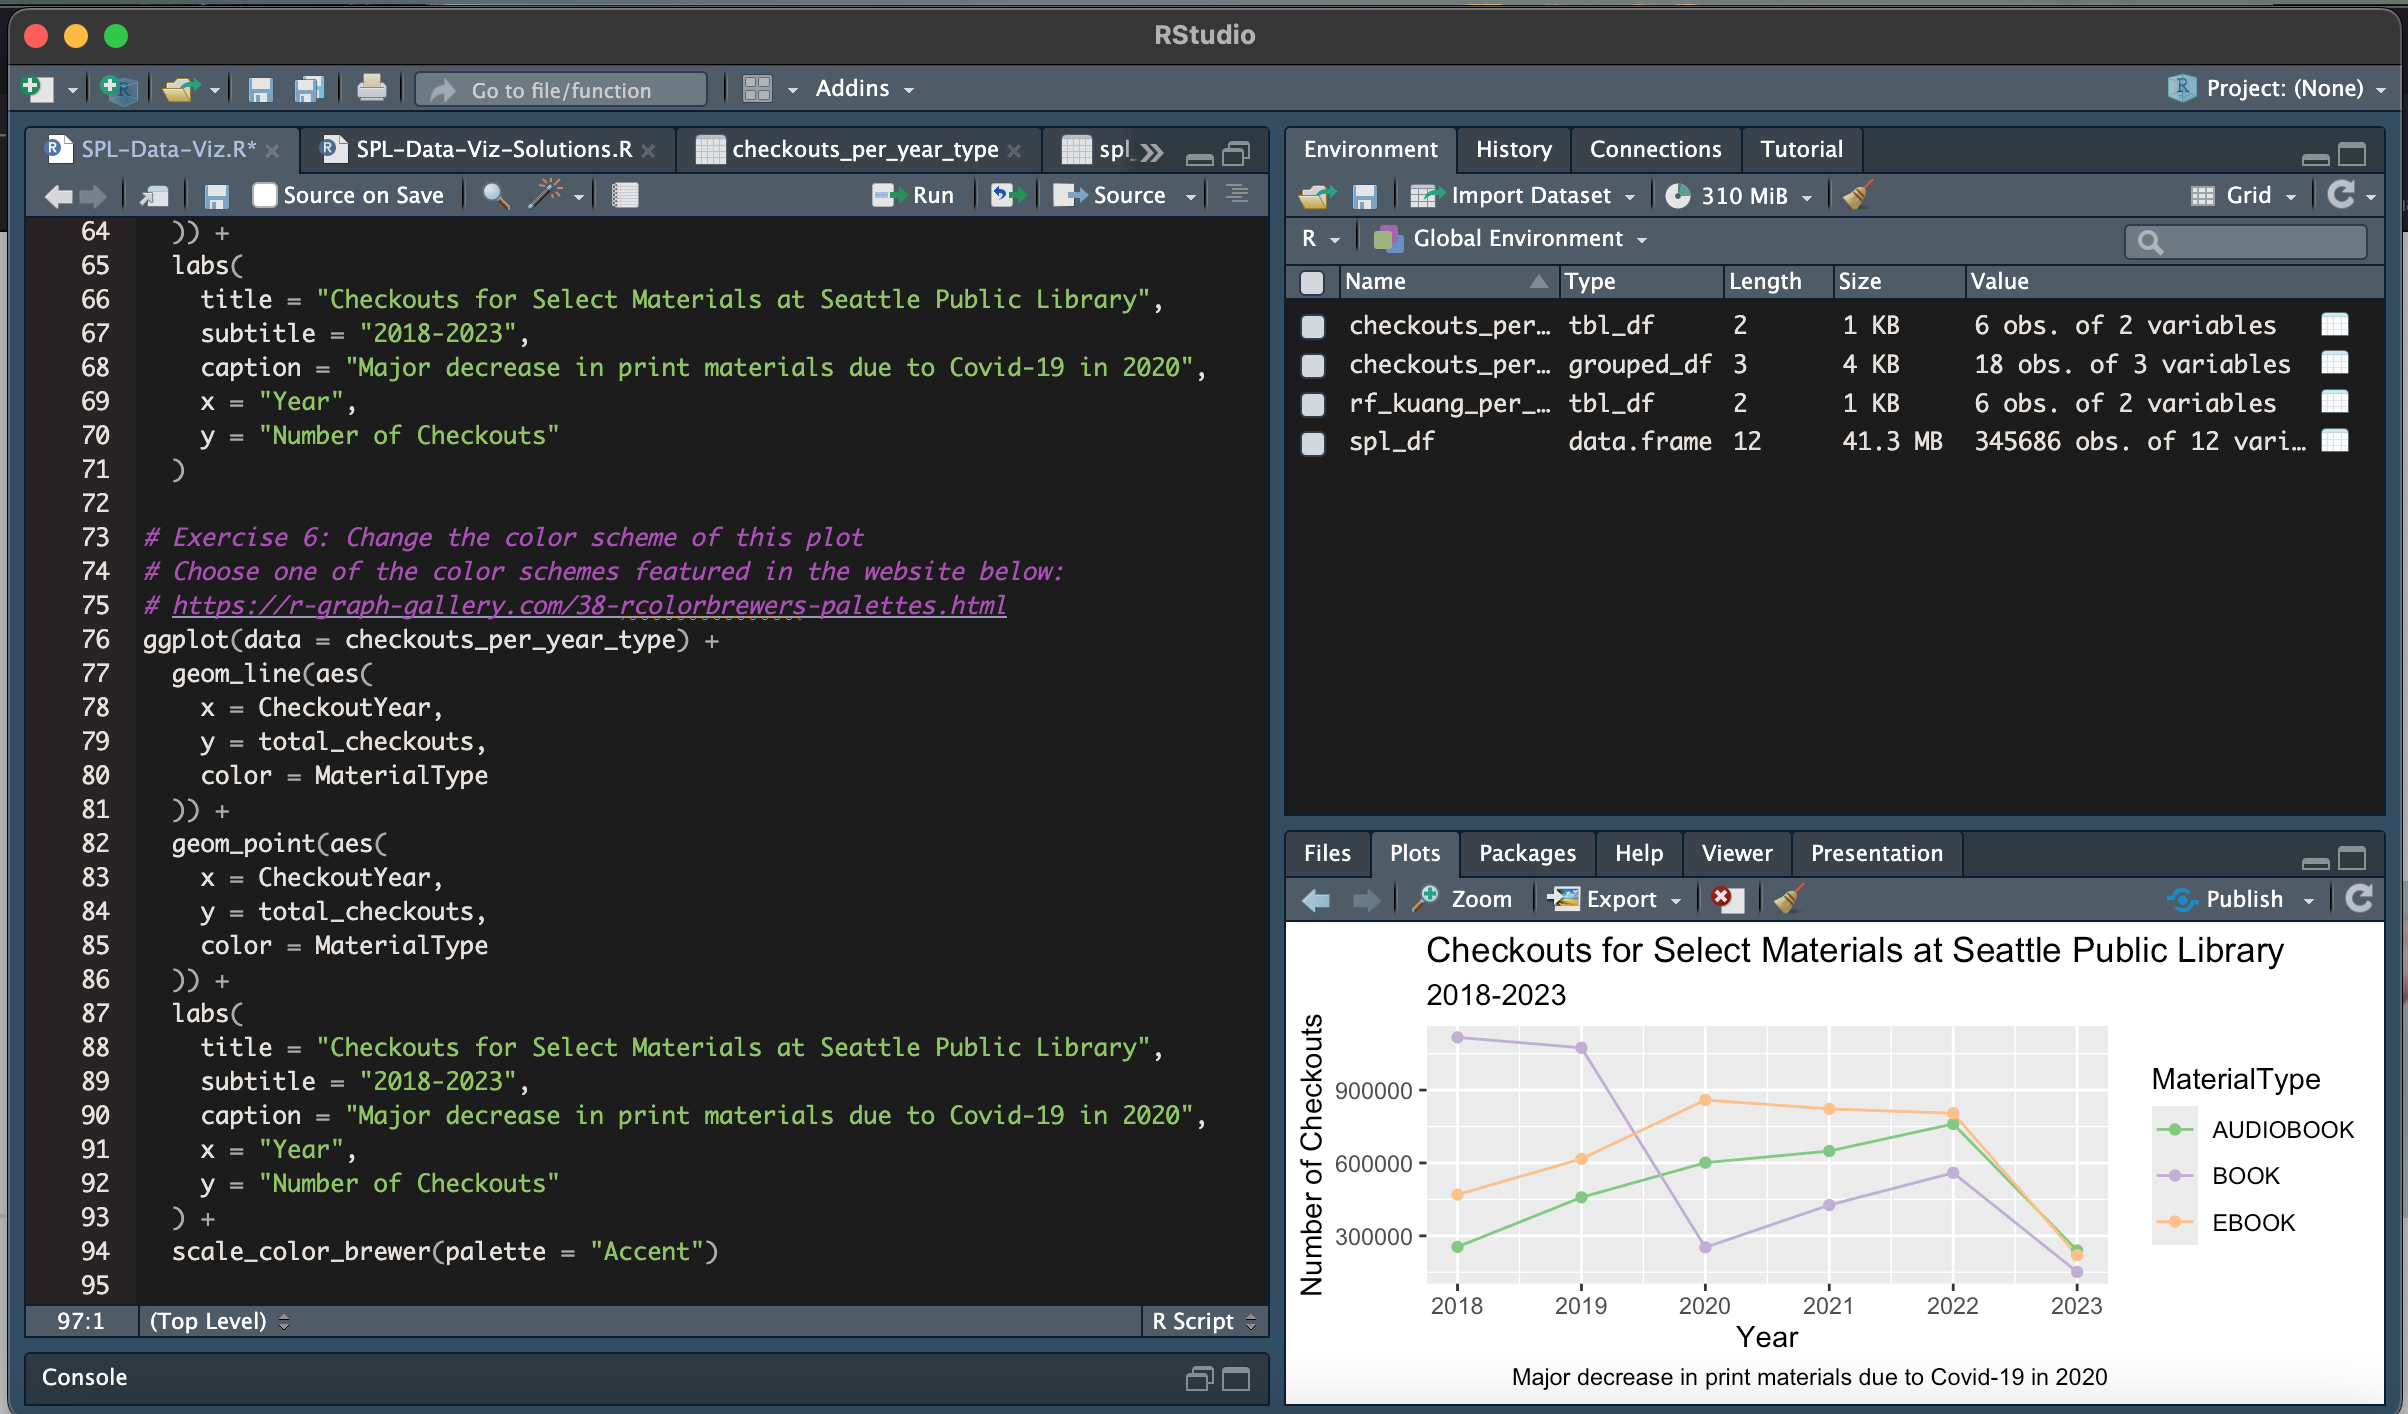 RStudio
Go to file/function
Addins
Project: (None)
SPL-Data-Viz.R*
SPL-Data-Viz-Solutions.R
checkouts_per_year_type
spl_
Source on Save
Run
Source
64 )) +
65 labs(
66 title = "Checkouts for Select Materials at Seattle Public Library",
67 subtitle = "2018-2023",
68 caption = "Major decrease in print materials due to Covid-19 in 2020",
69 x = "Year",
70 y = "Number of Checkouts"
71 )
72
73 # Exercise 6: Change the color scheme of this plot
74 # Choose one of the color schemes featured in the website below:
75 # https://r-graph-gallery.com/38-rcolorbrewers-palettes.html
76 ggplot(data = checkouts_per_year_type) +
77 geom_line(aes(
78 x = CheckoutYear,
79 y = total_checkouts,
80 color = MaterialType
81 )) +
82 geom_point(aes(
83 x = CheckoutYear,
84 y = total_checkouts,
85 color = MaterialType
86 )) +
87 labs(
88 title = "Checkouts for Select Materials at Seattle Public Library",
89 subtitle = "2018-2023",
90 caption = "Major decrease in print materials due to Covid-19 in 2020",
91 x = "Year",
92 y = "Number of Checkouts"
93 ) +
94 scale_color_brewer(palette = "Accent")
95
97:1 (Top Level) R Script
Console
Environment History Connections Tutorial
Import Dataset 310 MiB Grid
R Global Environment
Name Type Length Size Value
checkouts_per… tbl_df 2 1 KB 6 obs. of 2 variables
checkouts_per… grouped_df 3 4 KB 18 obs. of 3 variables
rf_kuang_per_… tbl_df 2 1 KB 6 obs. of 2 variables
spl_df data.frame 12 41.3 MB 345686 obs. of 12 vari…
Files Plots Packages Help Viewer Presentation
Zoom Export Publish
Checkouts for Select Materials at Seattle Public Library
2018-2023
Number of Checkouts
900000
600000
300000
2018 2019 2020 2021 2022 2023
Year
Major decrease in print materials due to Covid-19 in 2020
MaterialType
AUDIOBOOK
BOOK
EBOOK